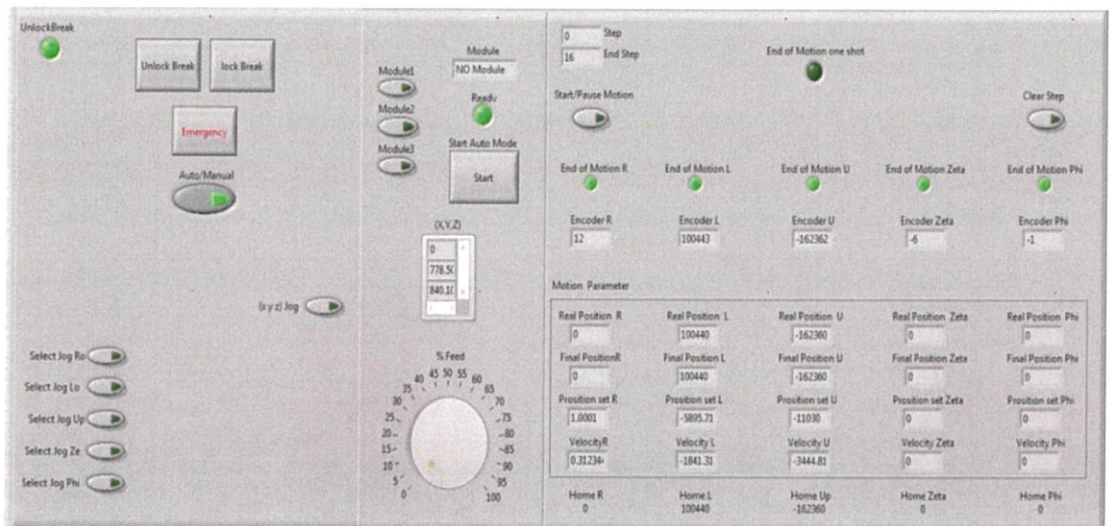 UnlockBreak
Unlock Break
lock Break
Emergency
Auto/Manual
(x y z) Jog
Select Jog Ro
Select Jog Lo
Select Jog Up
Select Jog Ze
Select Jog Phi
Module
NO Module
Module1
Module2
Module3
Ready
Start Auto Mode
Start
(X,Y,Z)
0
778.5(
840.1(
% Feed
0
5
10
15
20
30
35
40
45
50
55
60
65
70
75
80
85
90
95
100
0 Step
16 End Step
End of Motion one shot
Start/Pause Motion
Clear Step
End of Motion R End of Motion L End of Motion U End of Motion Zeta End of Motion Phi
Encoder R Encoder L Encoder U Encoder Zeta Encoder Phi
12 100443 -162362 -6 -1
Motion Parameter
Real Position R Real Position L Real Position U Real Position Zeta Real Position Phi
0 100440 -162360 0 0
Final PositionR Final Position L Final Position U Final Position Zeta Final Position Phi
0 100440 -162360 0 0
Prosition set R Prosition set L Prosition set U Prosition set Zeta Prosition set Phi
1.0001 -5895.71 -11030 0 0
VelocityR Velocity L Velocity U Velocity Zeta Velocity Phi
0.31234 -1841.31 -3444.81 0 0
Home R Home L Home Up Home Zeta Home Phi
0 100440 -162360 0 0